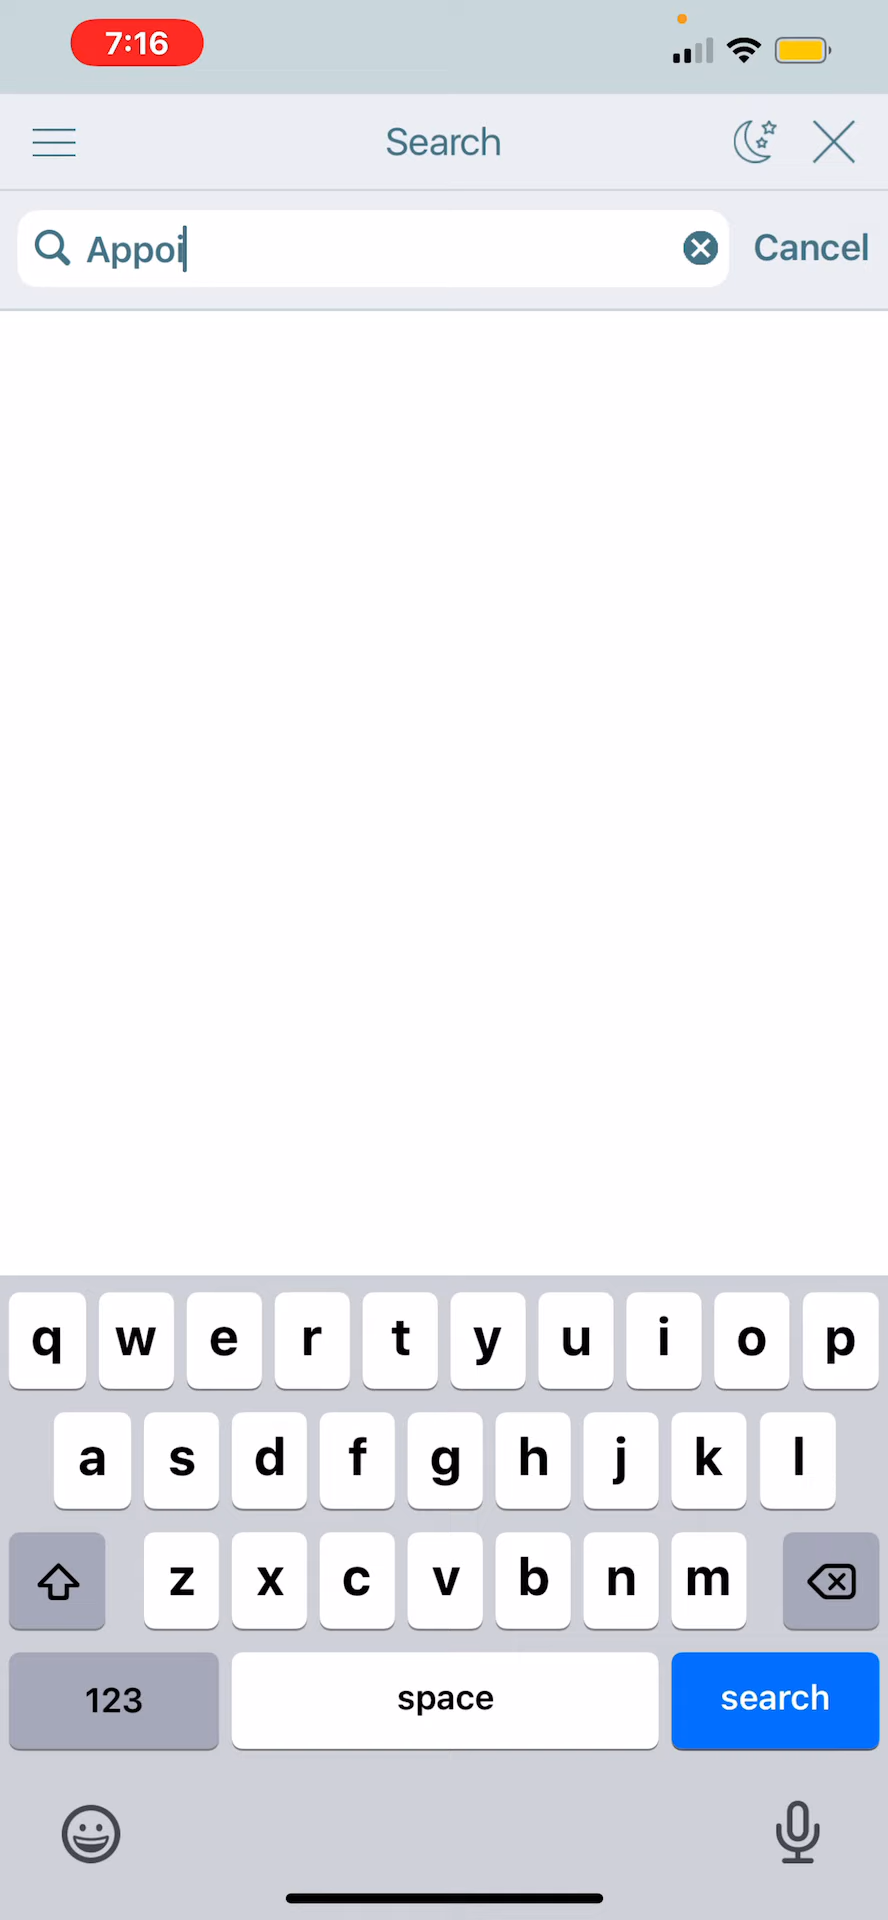 7:16
Search
Appoi
Cancel
q w e r t y u i o p
a s d f g h j k l
z x c v b n m
123 space search